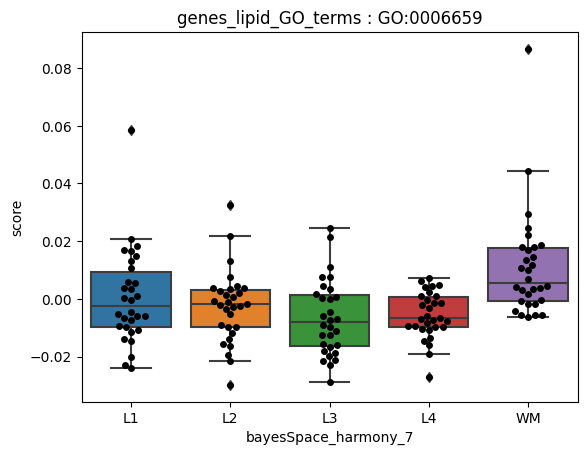 genes_lipid_GO_terms : GO:0006659
score
0.08
0.06
0.04
0.02
0.00
−0.02
L1 L2 L3 L4 WM
bayesSpace_harmony_7